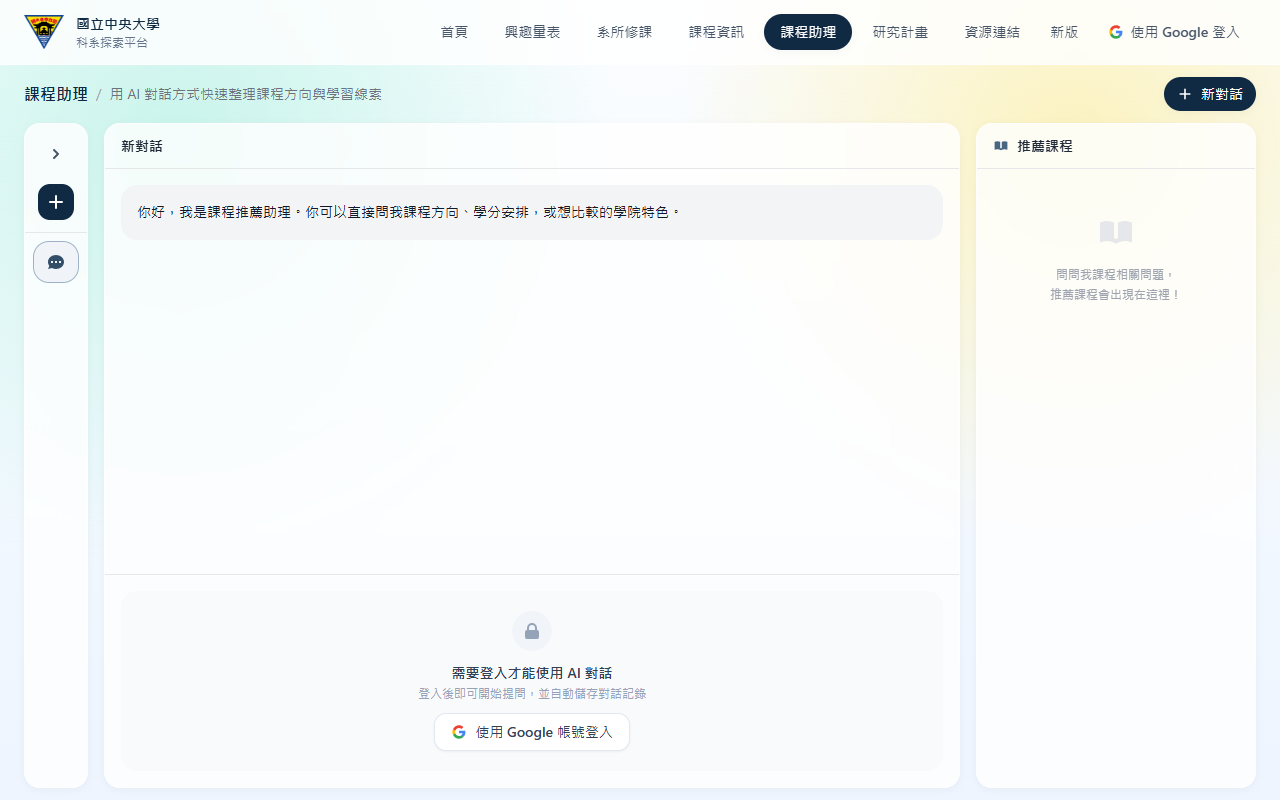 國立中央大學
科系探索平台
首頁
興趣量表
系所修課
課程資訊
課程助理
研究計畫
資源連結
新版
使用 Google 登入
課程助理 / 用 AI 對話方式快速整理課程方向與學習線索
新對話
新對話
你好，我是課程推薦助理。你可以直接問我課程方向、學分安排，或想比較的學院特色。
推薦課程
問問我課程相關問題，
推薦課程會出現在這裡！
需要登入才能使用 AI 對話
登入後即可開始提問，並自動儲存對話記錄
使用 Google 帳號登入